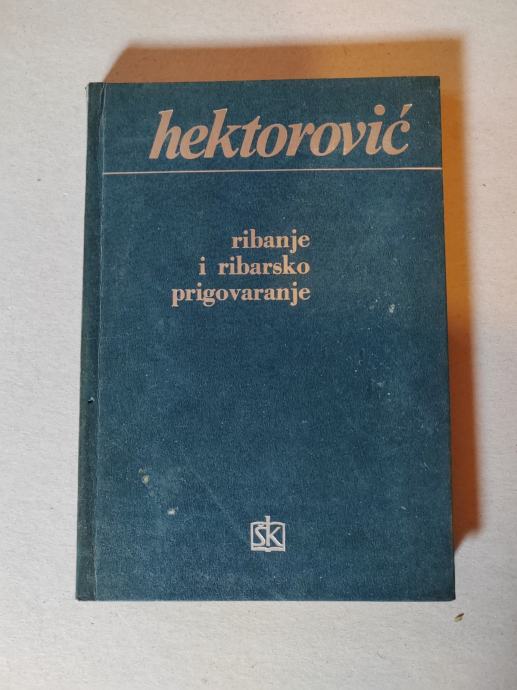 hektorović
ribanje
i ribarsko
prigovaranje
šk